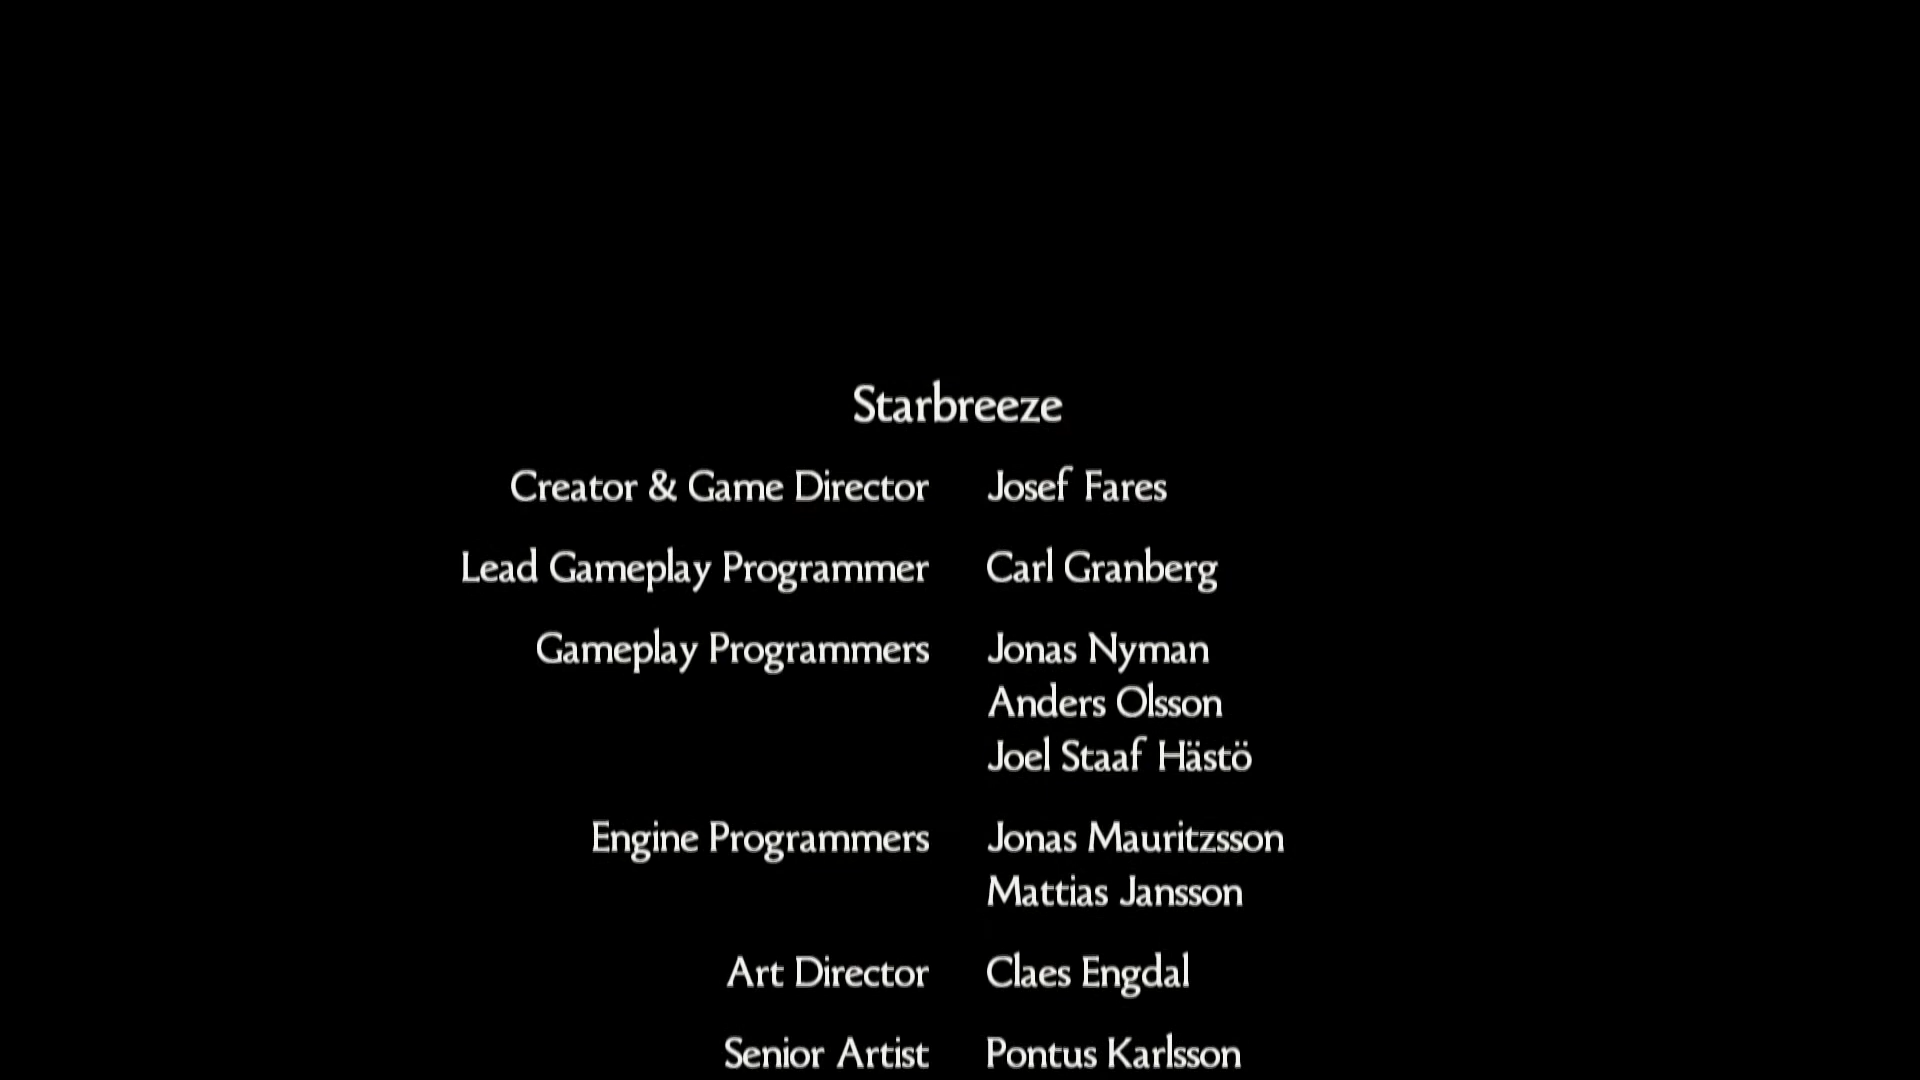 Starbreeze
Creator & Game Director Josef Fares
Lead Gameplay Programmer Carl Granberg
Gameplay Programmers Jonas Nyman
Anders Olsson
Joel Staaf Hästö
Engine Programmers Jonas Mauritzsson
Mattias Jansson
Art Director Claes Engdal
Senior Artist Pontus Karlsson